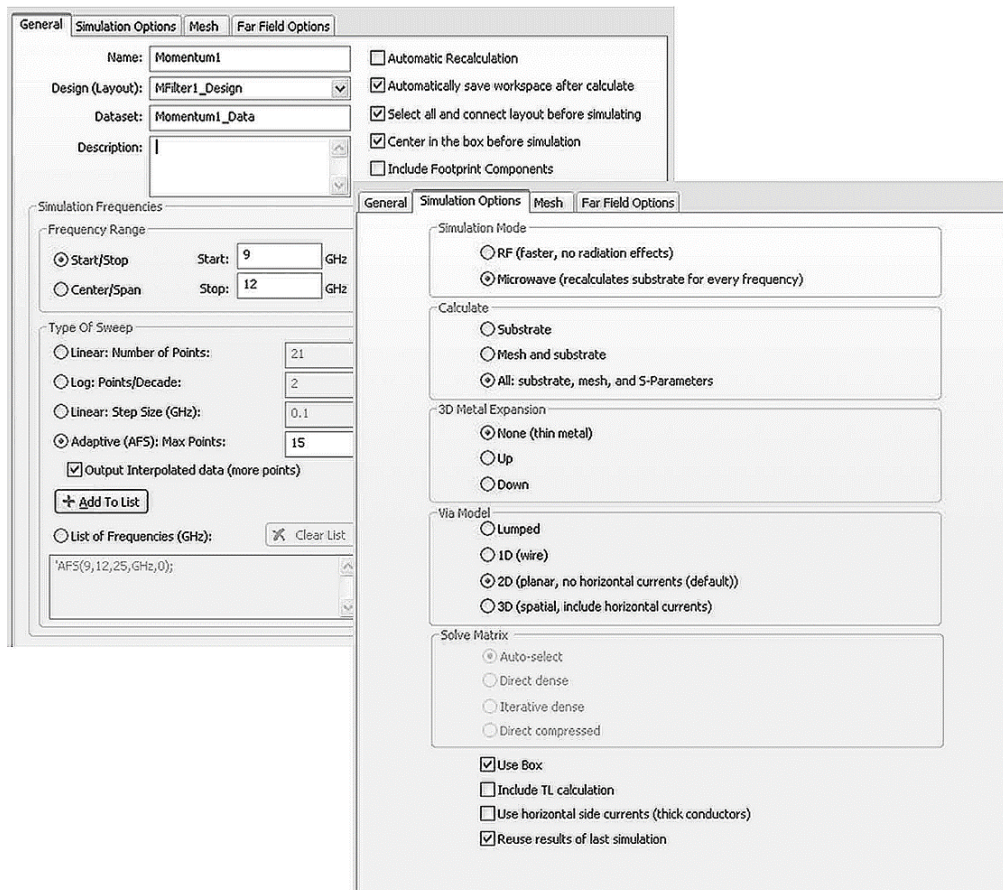 General Simulation Options Mesh Far Field Options
Name: Momentum1
Design (Layout): MFilter1_Design
Dataset: Momentum1_Data
Description:
Automatic Recalculation
Automatically save workspace after calculate
Select all and connect layout before simulating
Center in the box before simulation
Include Footprint Components
Simulation Frequencies
Frequency Range
Start/Stop Start: 9 GHz
Center/Span Stop: 12 GHz
Type Of Sweep
Linear: Number of Points: 21
Log: Points/Decade: 2
Linear: Step Size (GHz): 0.1
Adaptive (AFS): Max Points: 15
Output Interpolated data (more points)
+ Add To List
List of Frequencies (GHz): Clear List
'AFS(9,12,25,GHz,0);
General Simulation Options Mesh Far Field Options
Simulation Mode
RF (faster, no radiation effects)
Microwave (recalculates substrate for every frequency)
Calculate
Substrate
Mesh and substrate
All: substrate, mesh, and S-Parameters
3D Metal Expansion
None (thin metal)
Up
Down
Via Model
Lumped
1D (wire)
2D (planar, no horizontal currents (default))
3D (spatial, include horizontal currents)
Solve Matrix
Auto-select
Direct dense
Iterative dense
Direct compressed
Use Box
Include TL calculation
Use horizontal side currents (thick conductors)
Reuse results of last simulation